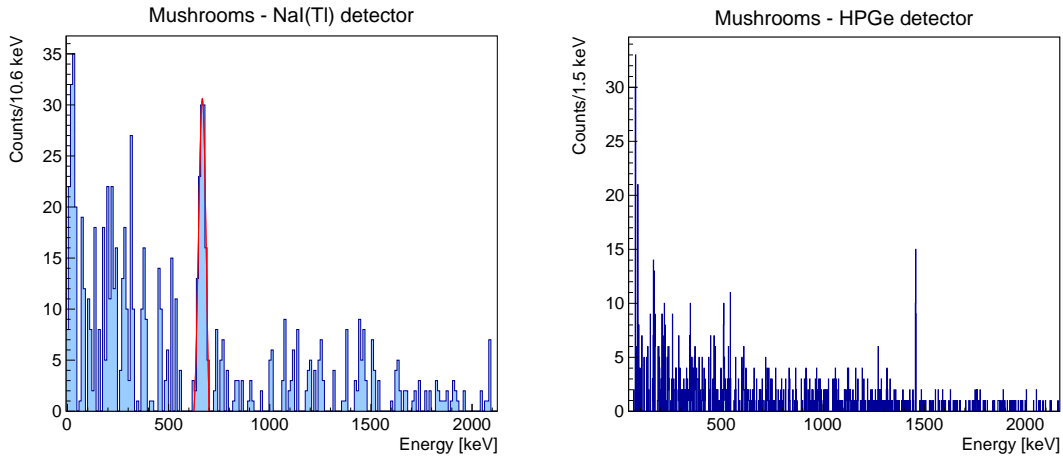 Mushrooms - NaI(Tl) detector
Counts/10.6 keV
35
30
25
20
15
10
5
0
0 500 1000 1500 2000
Energy [keV]
Mushrooms - HPGe detector
Counts/1.5 keV
30
25
20
15
10
5
0
500 1000 1500 2000
Energy [keV]